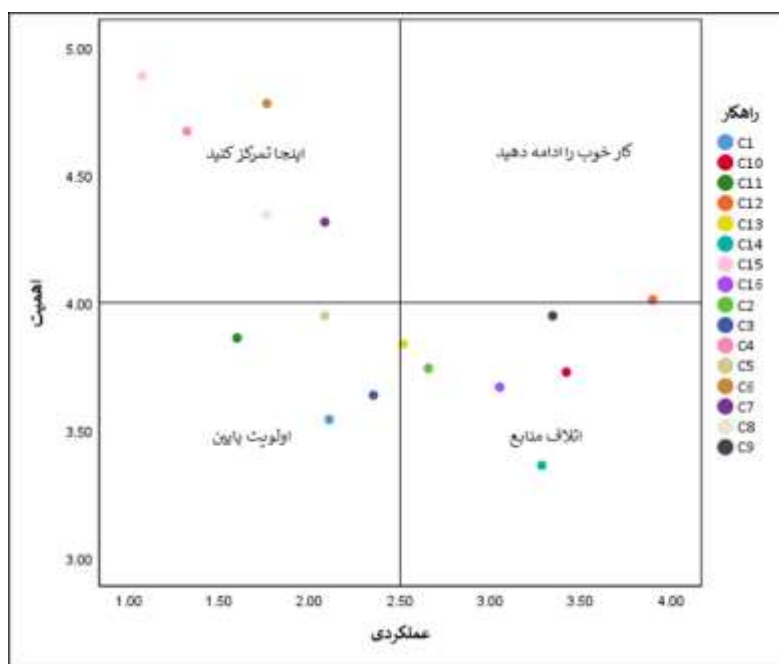 5.00
4.50
4.00
3.50
3.00
اهمیت
اینجا تمرکز کنید
کار خوب را ادامه دهید
اولویت پایین
اتلاف منابع
1.00 1.50 2.00 2.50 3.00 3.50 4.00
عملکردی
راهکار
C1
C10
C11
C12
C13
C14
C15
C16
C2
C3
C4
C5
C6
C7
C8
C9